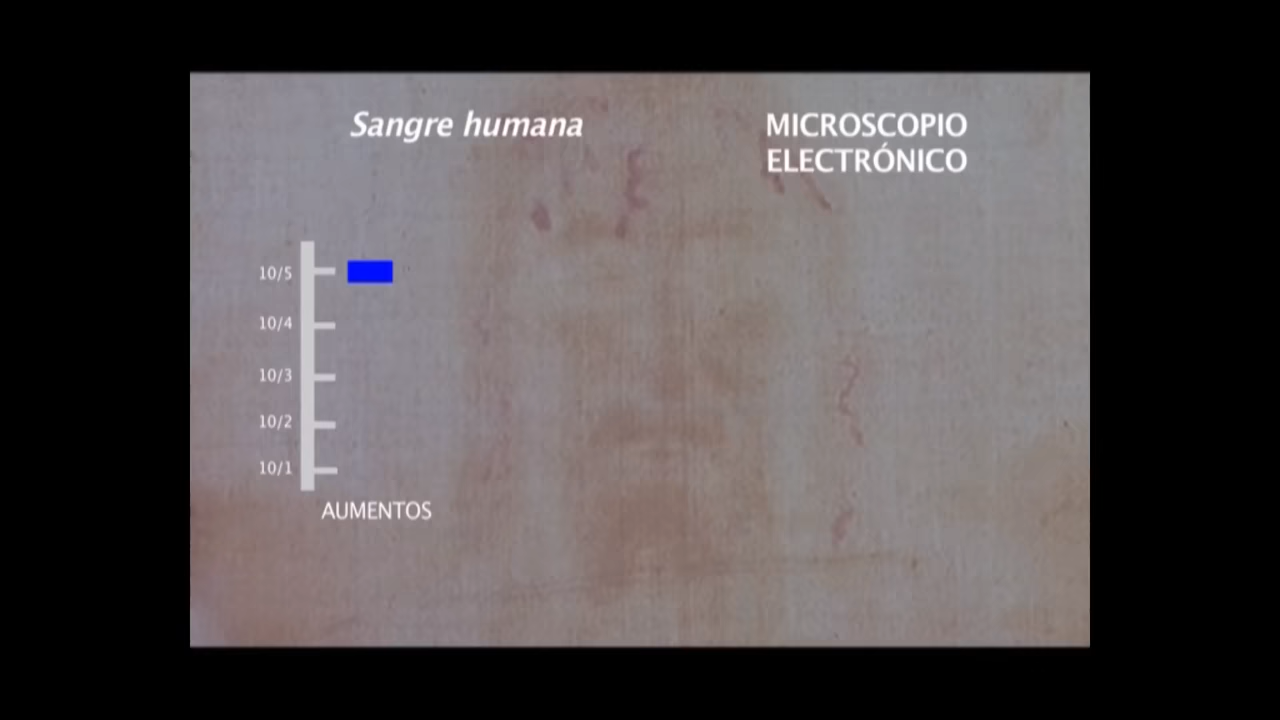 Sangre humana
MICROSCOPIO
ELECTRÓNICO
10/5
10/4
10/3
10/2
10/1
AUMENTOS